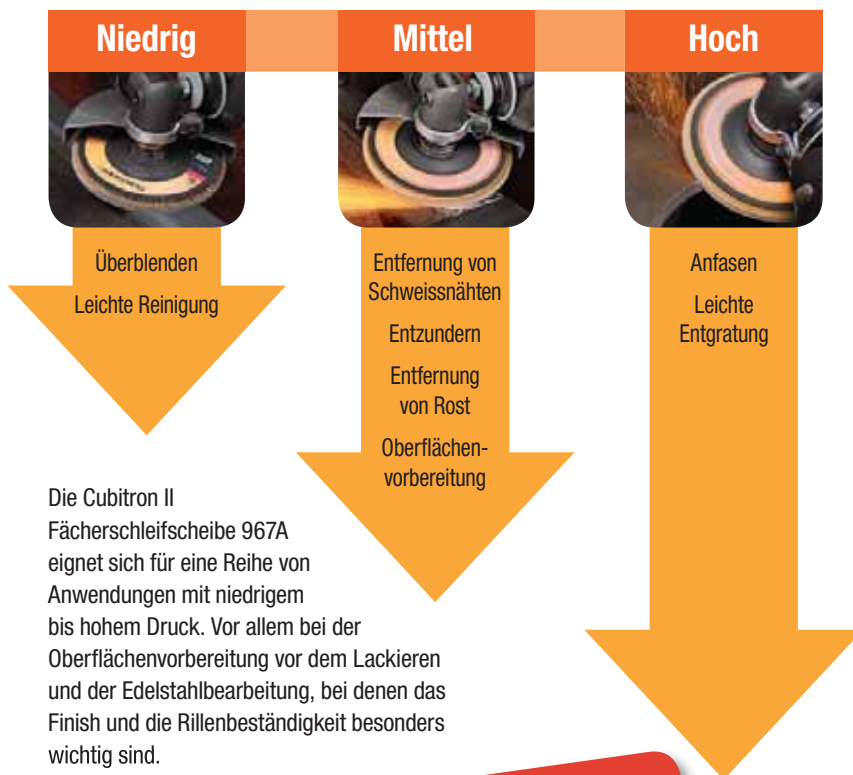 Niedrig
Mittel
Hoch
Überblenden
Leichte Reinigung
Entfernung von
Schweissnähten
Entzundern
Entfernung
von Rost
Oberflächen-
vorbereitung
Anfasen
Leichte
Entgratung
Die Cubitron II
Fächerschleifscheibe 967A
eignet sich für eine Reihe von
Anwendungen mit niedrigem
bis hohem Druck. Vor allem bei der
Oberflächenvorbereitung vor dem Lackieren
und der Edelstahlbearbeitung, bei denen das
Finish und die Rillenbeständigkeit besonders
wichtig sind.